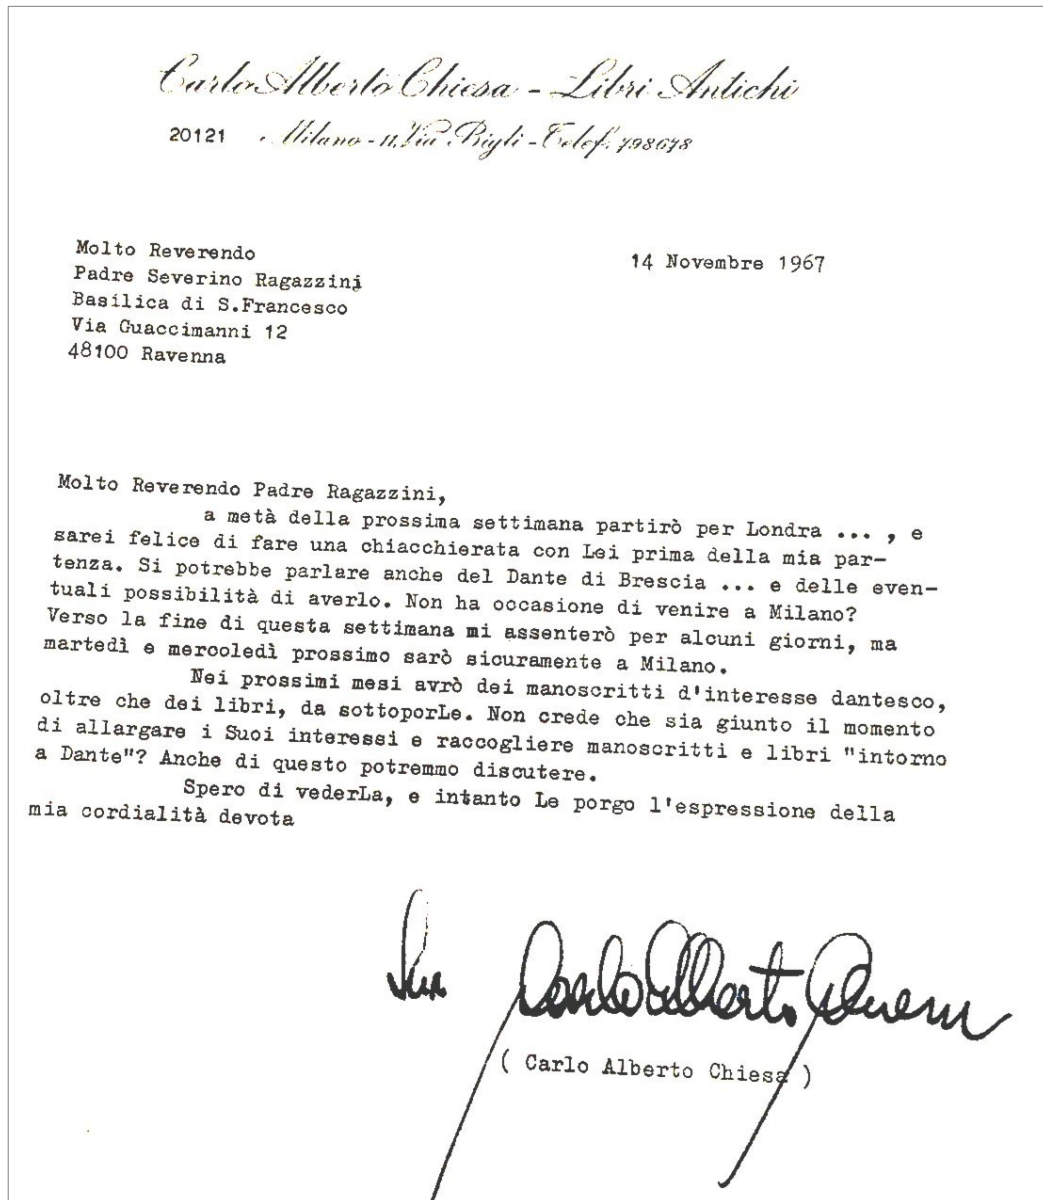 Carlo Alberto Chiesa - Libri Antichi
20121 Milano - 11, Via Bigli - Telef. 798678
Molto Reverendo
14 Novembre 1967
Padre Severino Ragazzini
Basilica di S.Francesco
Via Guaccimanni 12
48100 Ravenna
Molto Reverendo Padre Ragazzini,
a metà della prossima settimana partirò per Londra ... , e
sarei felice di fare una chiacchierata con Lei prima della mia par-
tenza. Si potrebbe parlare anche del Dante di Brescia ... e delle even-
tuali possibilità di averlo. Non ha occasione di venire a Milano?
Verso la fine di questa settimana mi assenterò per alcuni giorni, ma
martedì e mercoledì prossimo sarò sicuramente a Milano.
Nei prossimi mesi avrò dei manoscritti d'interesse dantesco,
oltre che dei libri, da sottoporLe. Non crede che sia giunto il momento
di allargare i Suoi interessi e raccogliere manoscritti e libri "intorno
a Dante"? Anche di questo potremmo discutere.
Spero di vederLa, e intanto Le porgo l'espressione della
mia cordialità devota
Suo Carlo Alberto Chiesa
( Carlo Alberto Chiesa )